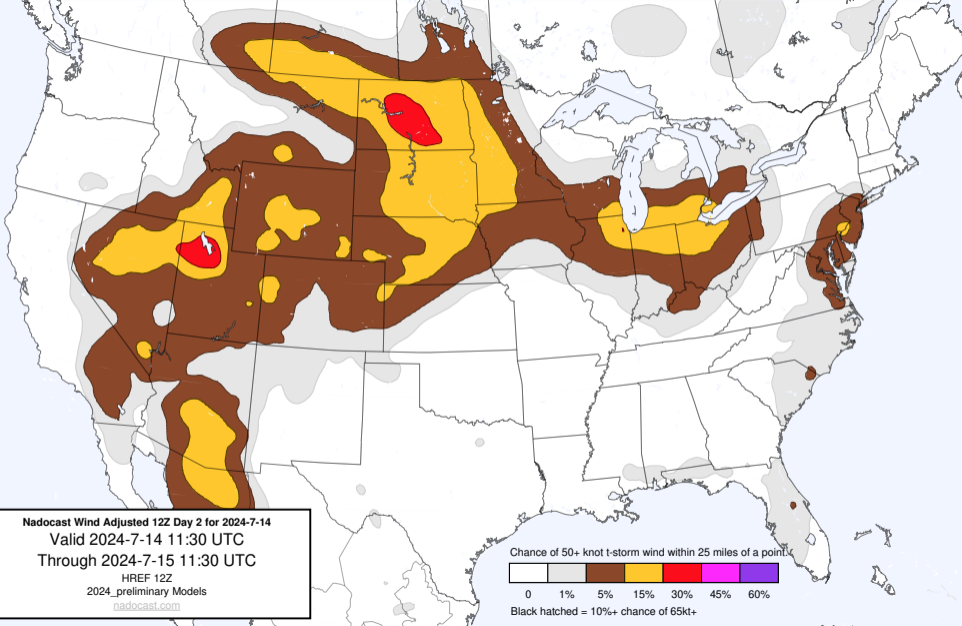 Nadocast Wind Adjusted 12Z Day 2 for 2024-7-14
Valid 2024-7-14 11:30 UTC
Through 2024-7-15 11:30 UTC
HREF 12Z
2024_preliminary Models
nadocast.com
Chance of 50+ knot t-storm wind within 25 miles of a point.
0 1% 5% 15% 30% 45% 60%
Black hatched = 10%+ chance of 65kt+